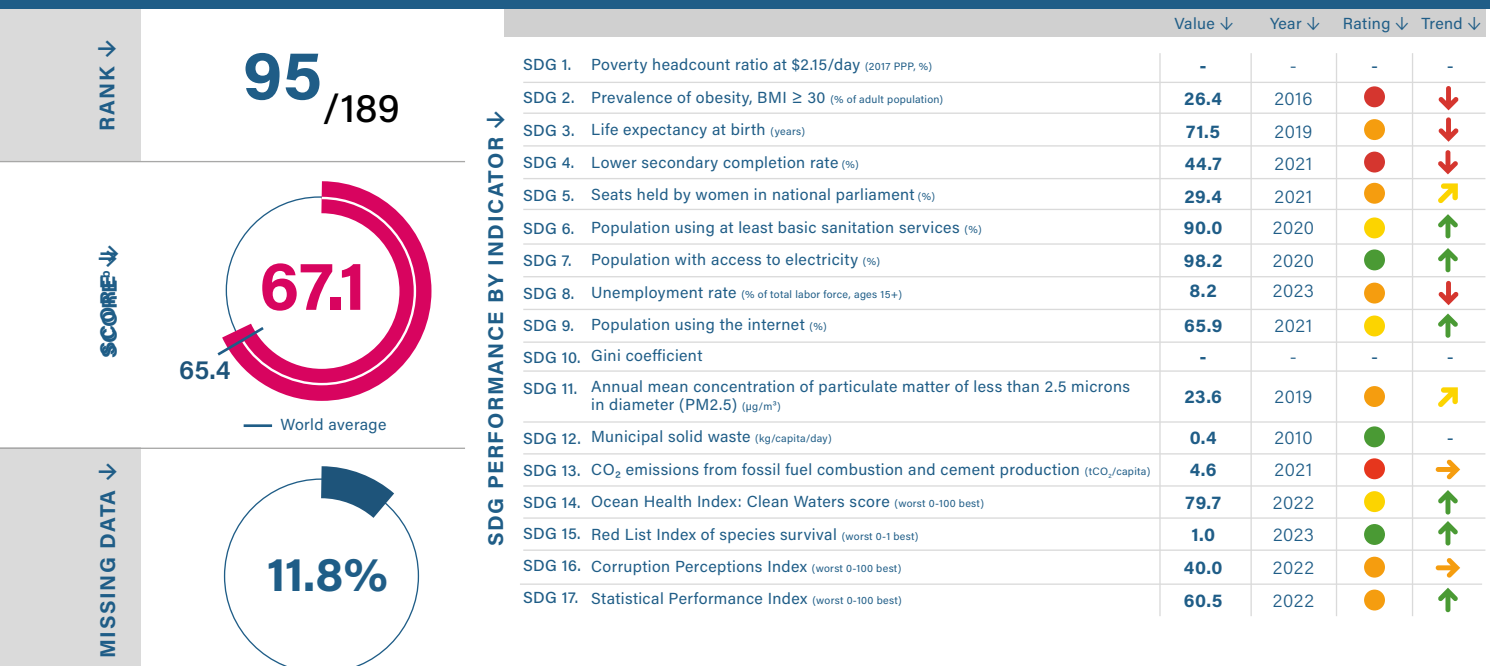 RANK ↓
95/189
SCORE ↓
67.1
65.4
World average
MISSING DATA ↓
11.8%
SDG PERFORMANCE BY INDICATOR ↓
Value ↓ Year ↓ Rating ↓ Trend ↓
SDG 1. Poverty headcount ratio at $2.15/day (2017 PPP, %) - - - -
SDG 2. Prevalence of obesity, BMI ≥ 30 (% of adult population) 26.4 2016 ↓
SDG 3. Life expectancy at birth (years) 71.5 2019 ↓
SDG 4. Lower secondary completion rate (%) 44.7 2021 ↓
SDG 5. Seats held by women in national parliament (%) 29.4 2021 ↗
SDG 6. Population using at least basic sanitation services (%) 90.0 2020 ↑
SDG 7. Population with access to electricity (%) 98.2 2020 ↑
SDG 8. Unemployment rate (% of total labor force, ages 15+) 8.2 2023 ↓
SDG 9. Population using the internet (%) 65.9 2021 ↑
SDG 10. Gini coefficient - - - -
SDG 11. Annual mean concentration of particulate matter of less than 2.5 microns
in diameter (PM2.5) (μg/m³) 23.6 2019 ↗
SDG 12. Municipal solid waste (kg/capita/day) 0.4 2010 -
SDG 13. CO₂ emissions from fossil fuel combustion and cement production (tCO₂/capita) 4.6 2021 →
SDG 14. Ocean Health Index: Clean Waters score (worst 0-100 best) 79.7 2022 ↑
SDG 15. Red List Index of species survival (worst 0-1 best) 1.0 2023 ↑
SDG 16. Corruption Perceptions Index (worst 0-100 best) 40.0 2022 →
SDG 17. Statistical Performance Index (worst 0-100 best) 60.5 2022 ↑